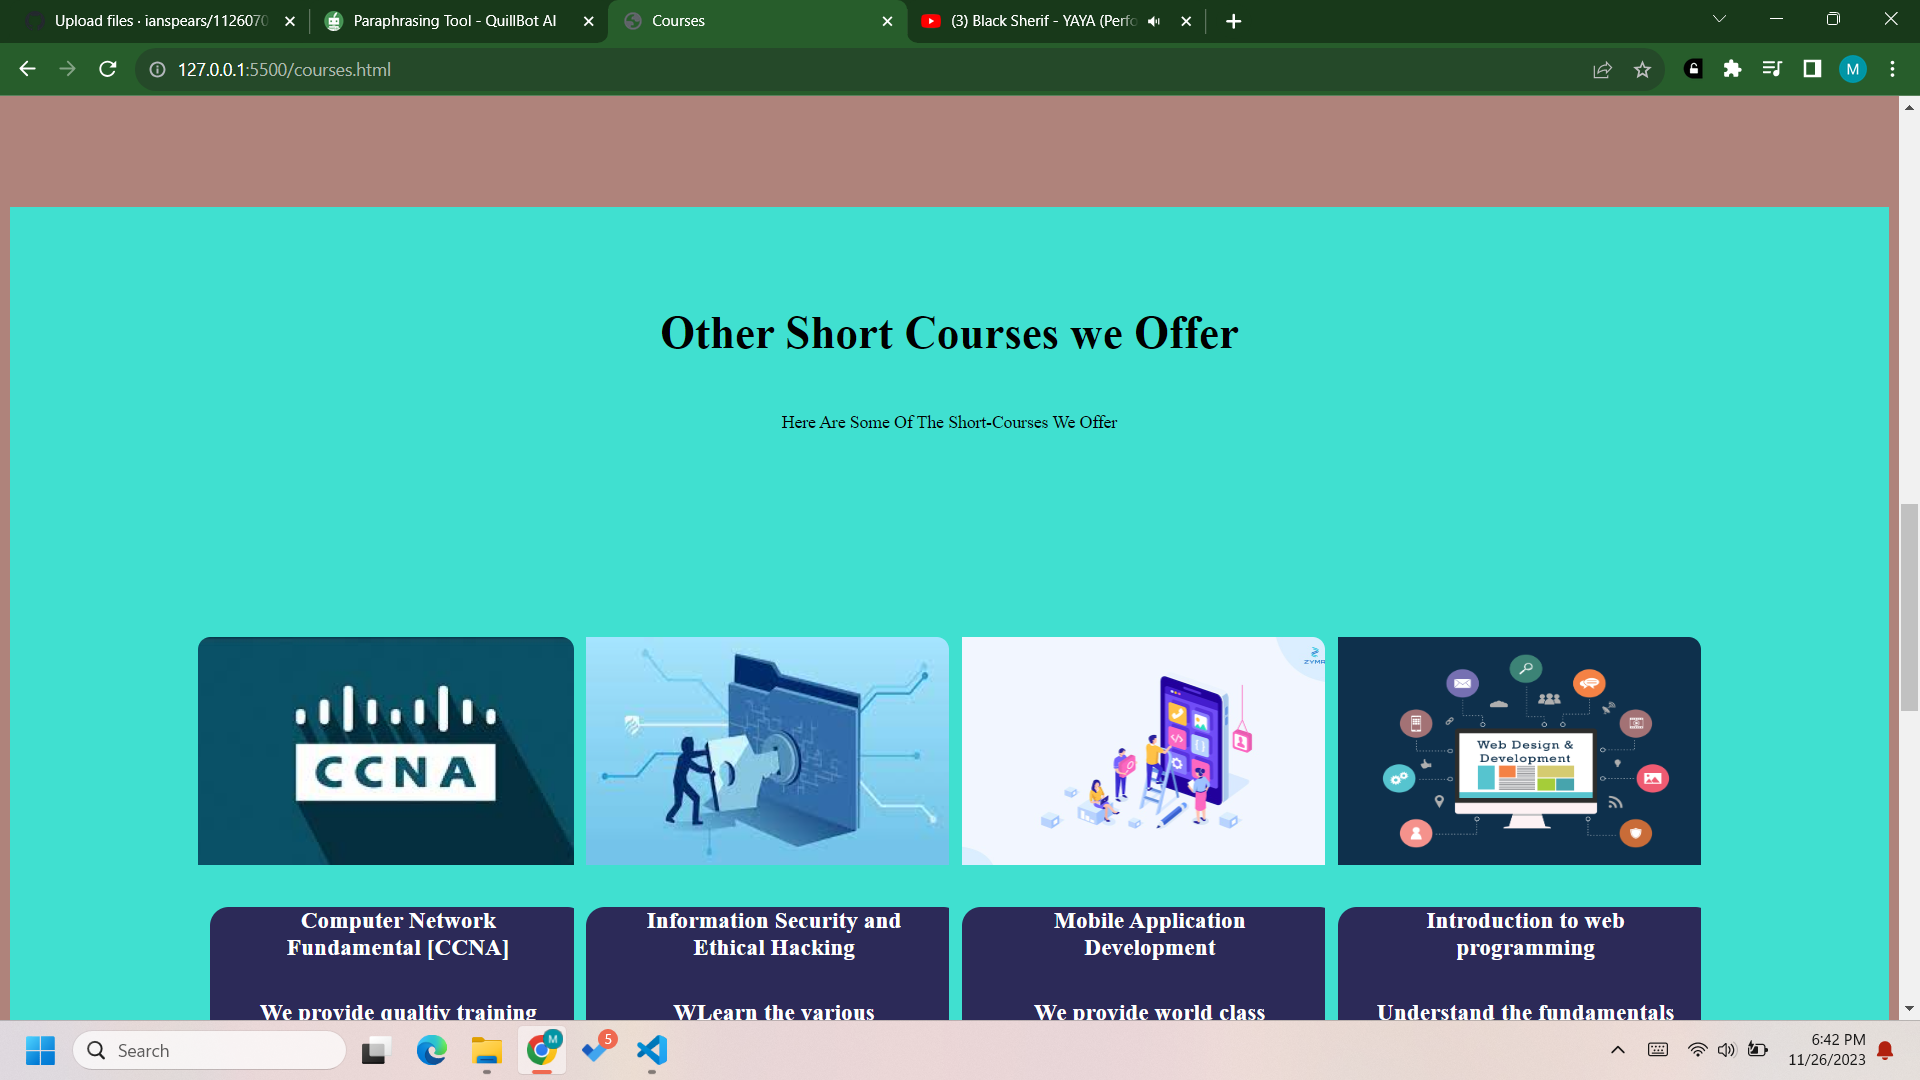 Upload files · ianspears/1126070
Paraphrasing Tool - QuillBot AI
Courses
(3) Black Sherif - YAYA (Perfo
127.0.0.1:5500/courses.html
M
Other Short Courses we Offer
Here Are Some Of The Short-Courses We Offer
CCNA
ZYMR
Web Design &
Development
Computer Network
Fundamental [CCNA]
Information Security and
Ethical Hacking
Mobile Application
Development
Introduction to web
programming
We provide qualtiy training
WLearn the various
We provide world class
Understand the fundamentals
Search
M
5
6:42 PM
11/26/2023